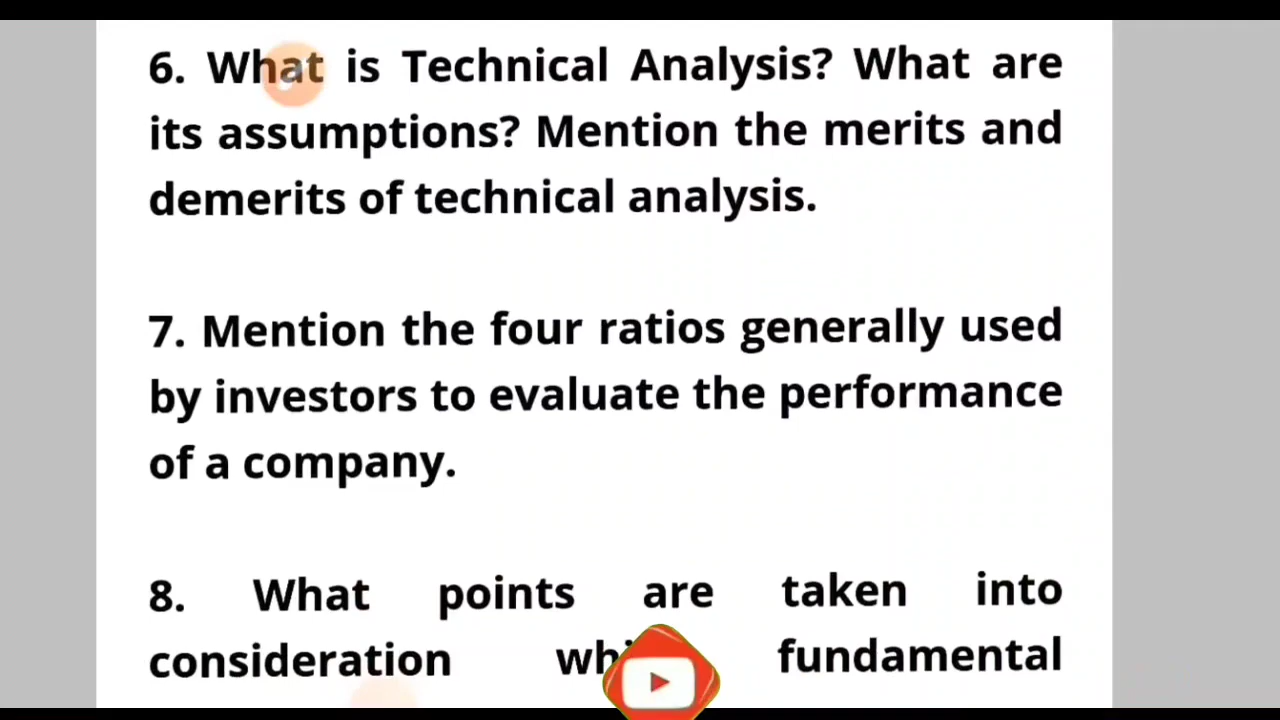 6. What is Technical Analysis? What are
its assumptions? Mention the merits and
demerits of technical analysis.
7. Mention the four ratios generally used
by investors to evaluate the performance
of a company.
8. What points are taken into
consideration fundamental